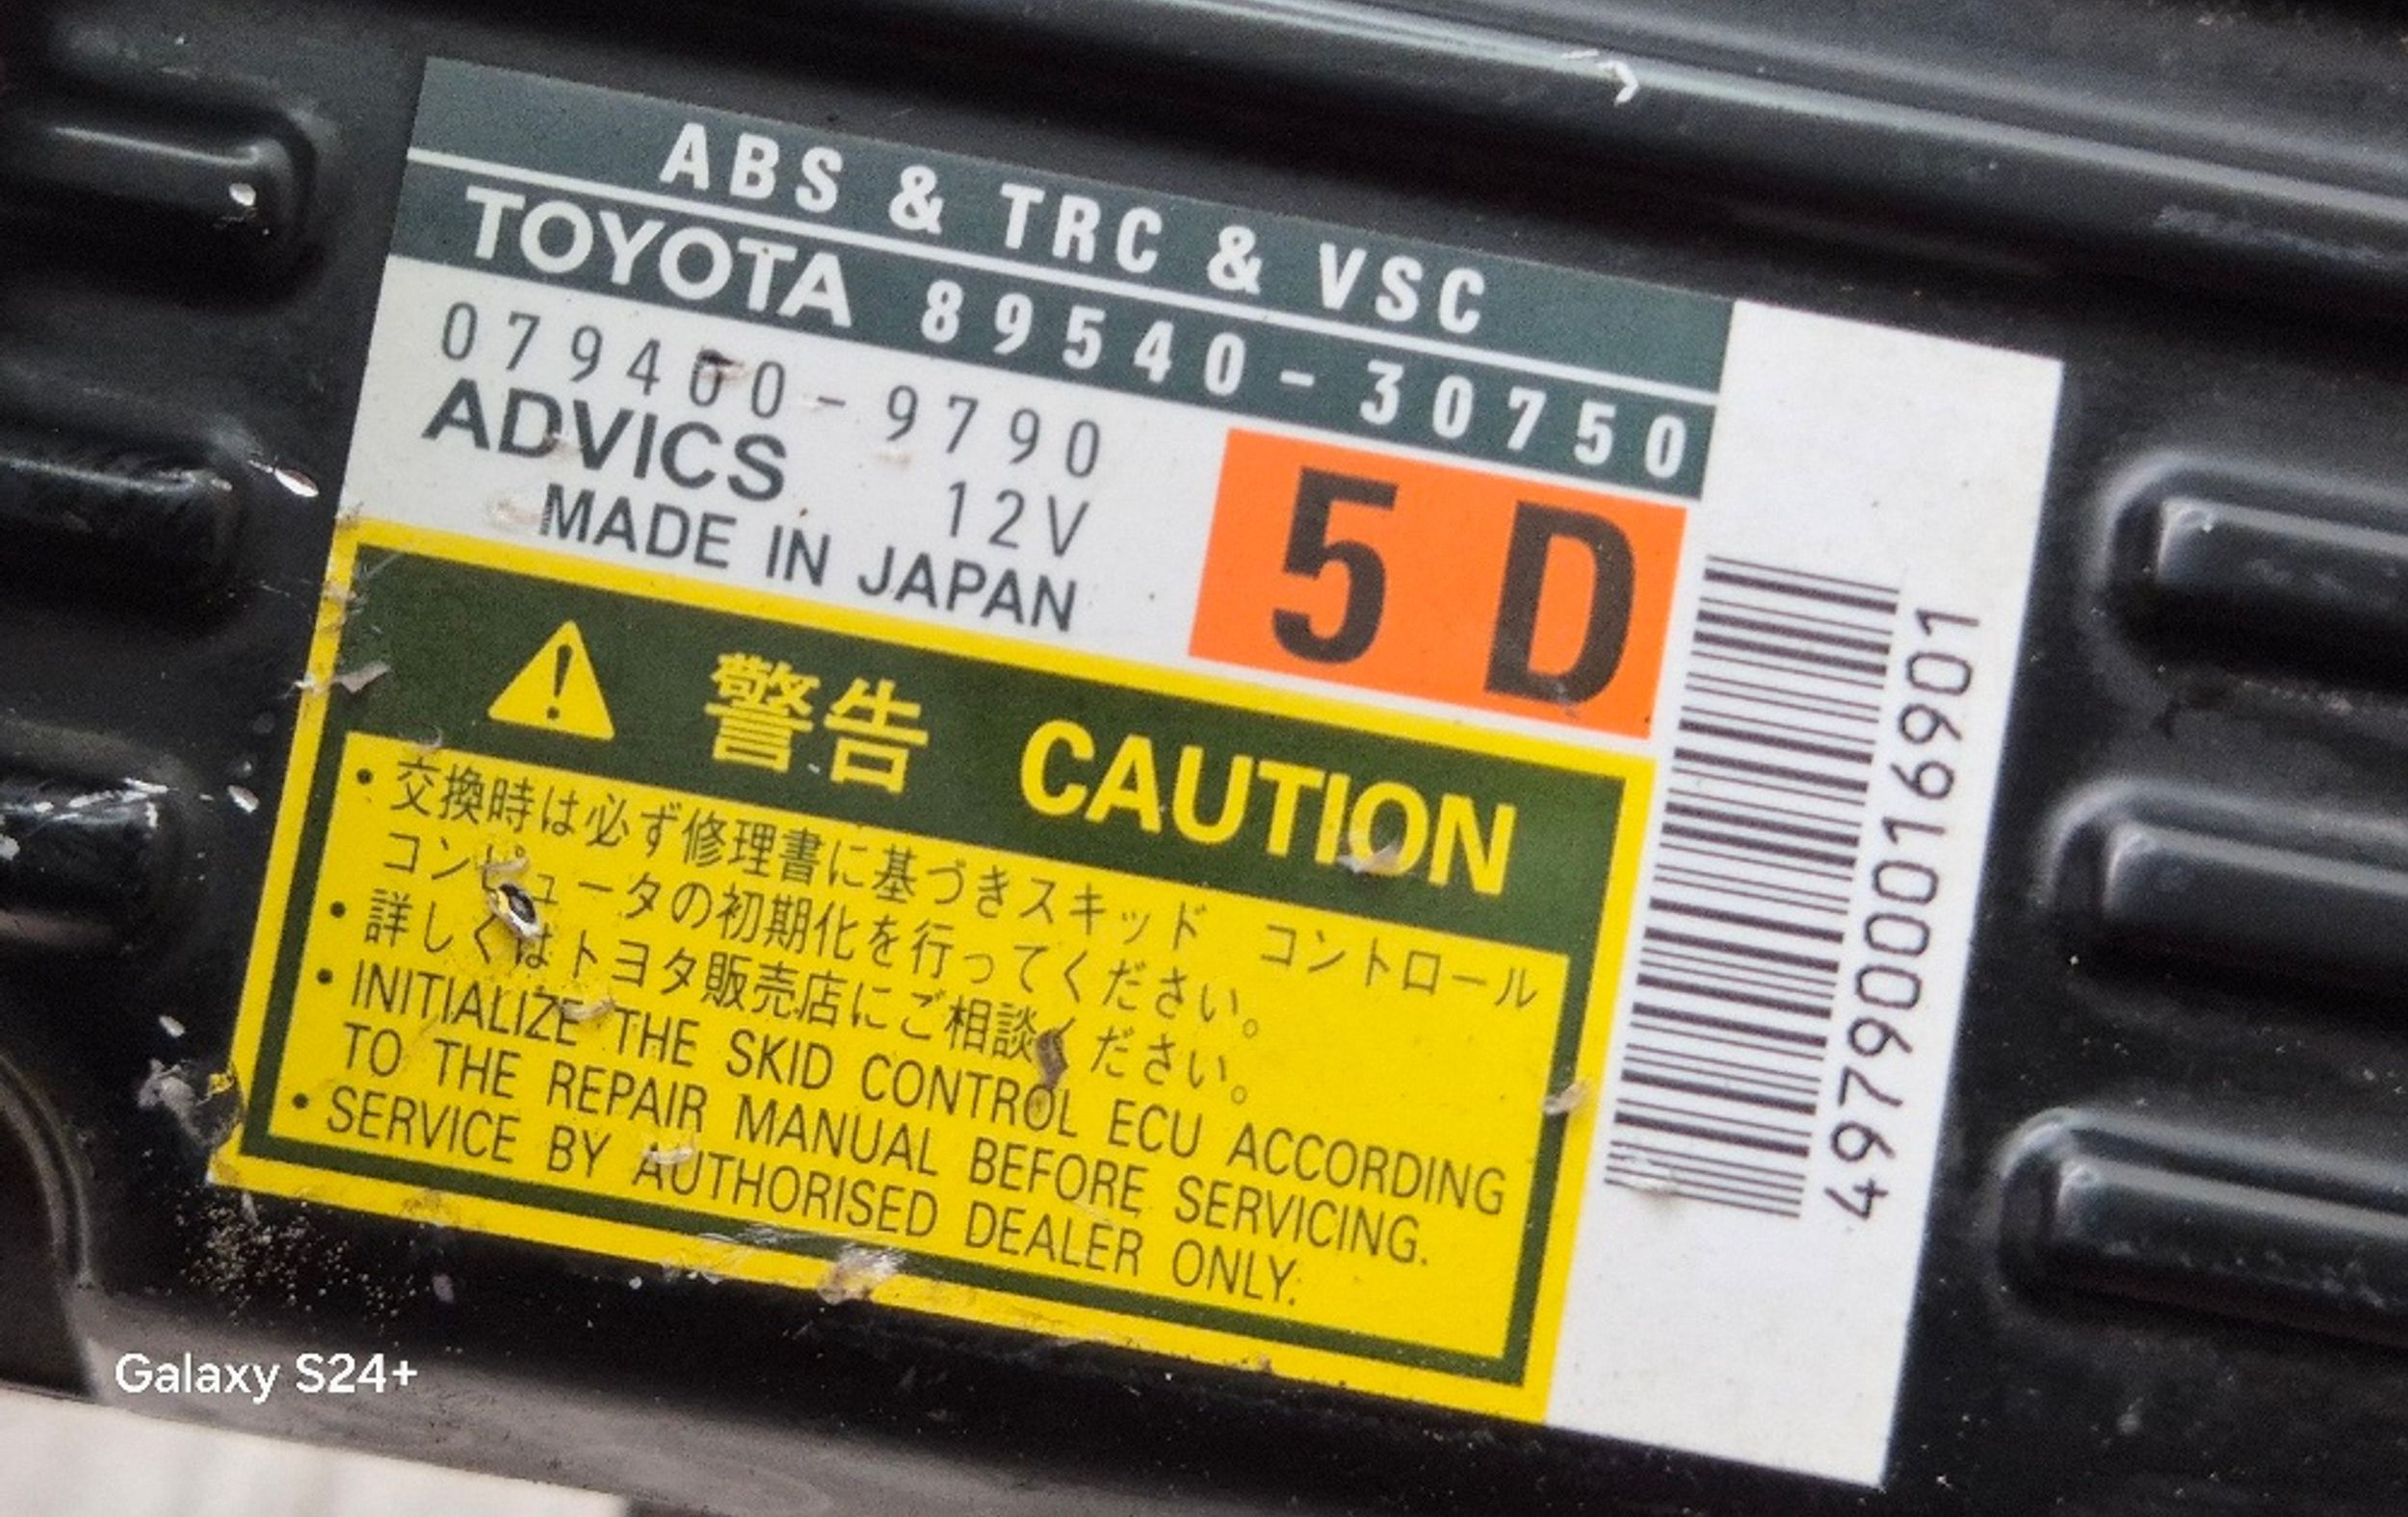 ABS & TRC & VSC
TOYOTA 89540-30750
079400-9790
ADVICS 12V
MADE IN JAPAN
5D
警告 CAUTION
・交換時は必ず修理書に基づきスキッド コントロール
コンピュータの初期化を行ってください。
・詳しくはトヨタ販売店にご相談ください。
・INITIALIZE THE SKID CONTROL ECU ACCORDING
TO THE REPAIR MANUAL BEFORE SERVICING.
・SERVICE BY AUTHORISED DEALER ONLY.
4979000016901
Galaxy S24+